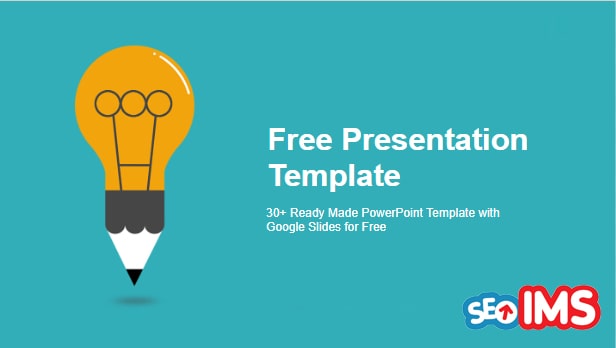 Free Presentation
Template
30+ Ready Made PowerPoint Template with
Google Slides for Free
SEO IMS